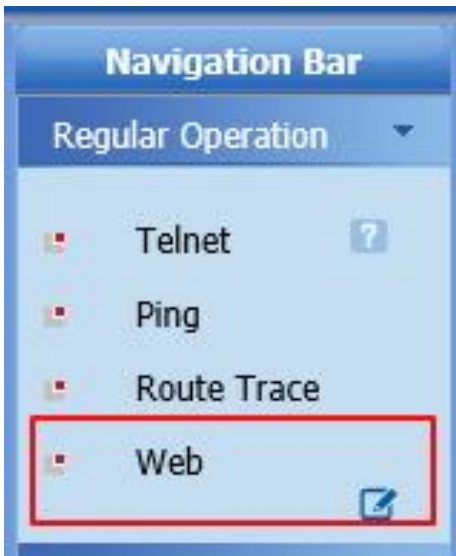 Navigation Bar
Regular Operation
Telnet ?
Ping
Route Trace
Web